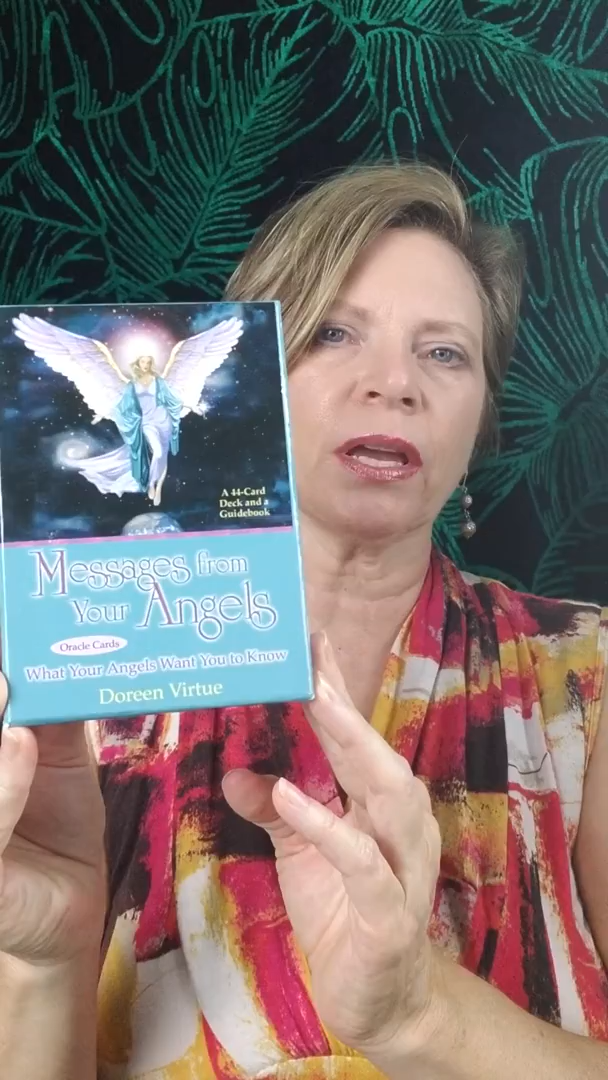 A 44-Card
Deck and a
Guidebook
Messages from
Your Angels
Oracle Cards
What Your Angels Want You to Know
Doreen Virtue